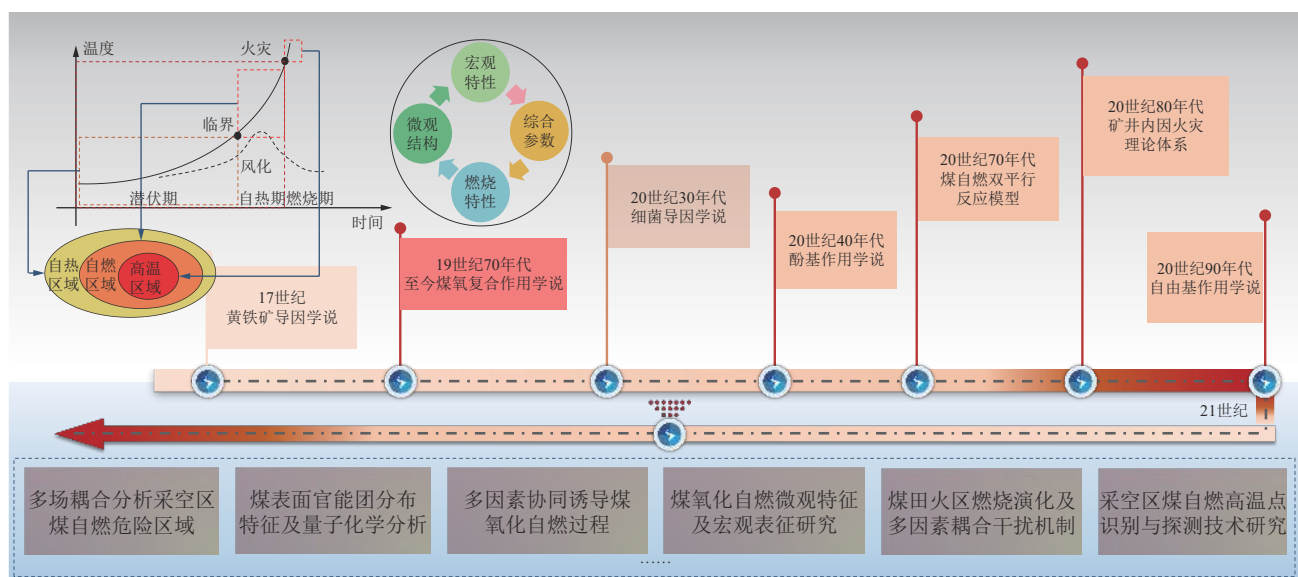 温度
火灾
临界
风化
潜伏期
自热期
燃烧期
时间
自热
区域
自燃
区域
高温
区域
宏观
特性
综合
参数
燃烧
特性
微观
结构
17世纪
黄铁矿导因学说
19世纪70年代
至今煤氧复合作用学说
20世纪30年代
细菌导因学说
20世纪40年代
酚基作用学说
20世纪70年代
煤自燃双平行
反应模型
20世纪80年代
矿井内因火灾
理论体系
20世纪90年代
自由基作用学说
21世纪
多场耦合分析采空区
煤自燃危险区域
煤表面官能团分布
特征及量子化学分析
多因素协同诱导煤
氧化自燃过程
煤氧化自燃微观特征
及宏观表征研究
煤田火区燃烧演化及
多因素耦合干扰机制
采空区煤自燃高温点
识别与探测技术研究
……